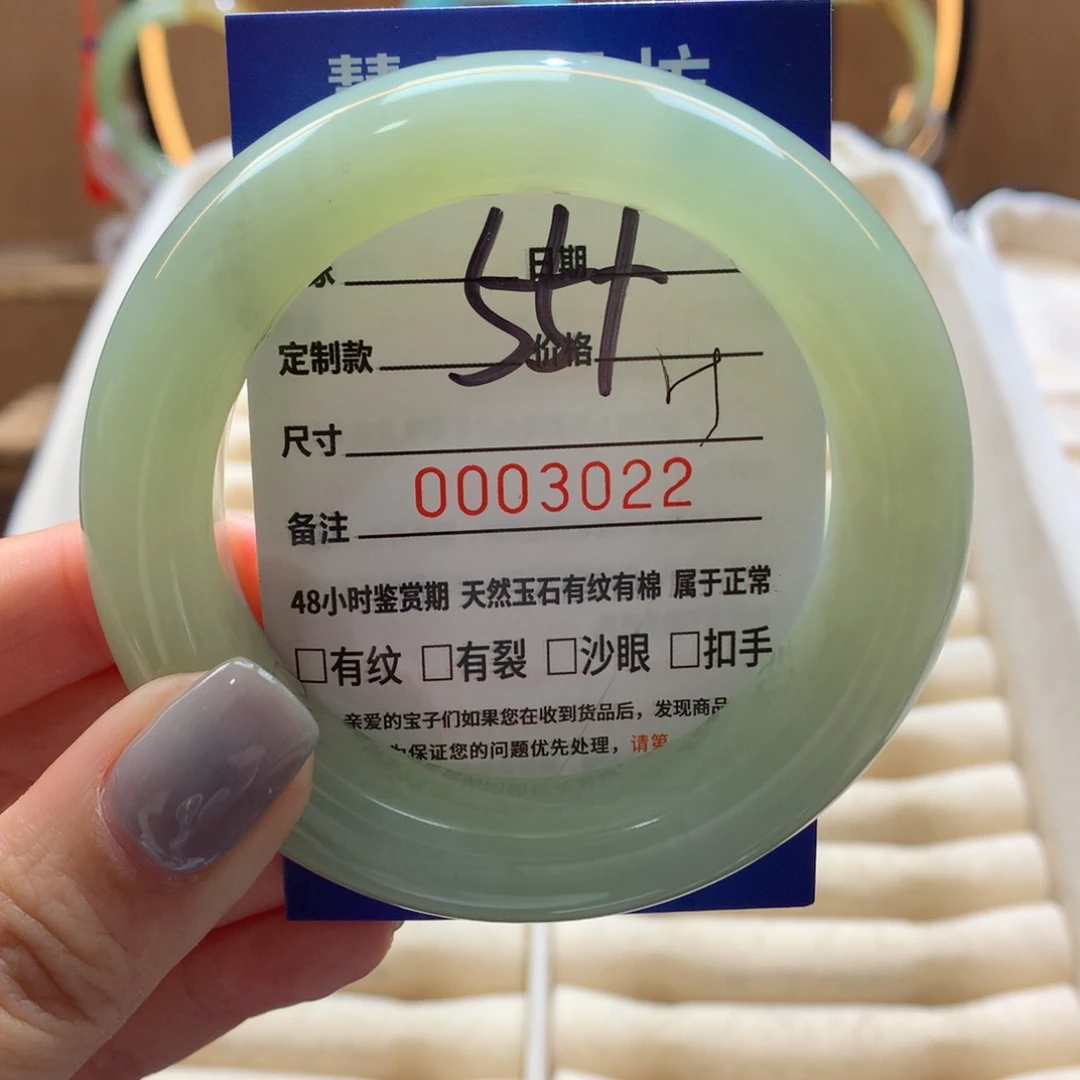 日期
定制款 价格
尺寸
0003022
备注
48小时鉴赏期 天然玉石有纹有棉 属于正常
□有纹 □有裂 □沙眼 □扣手
亲爱的宝子们如果您在收到货品后，发现商品
保证您的问题优先处理，请第